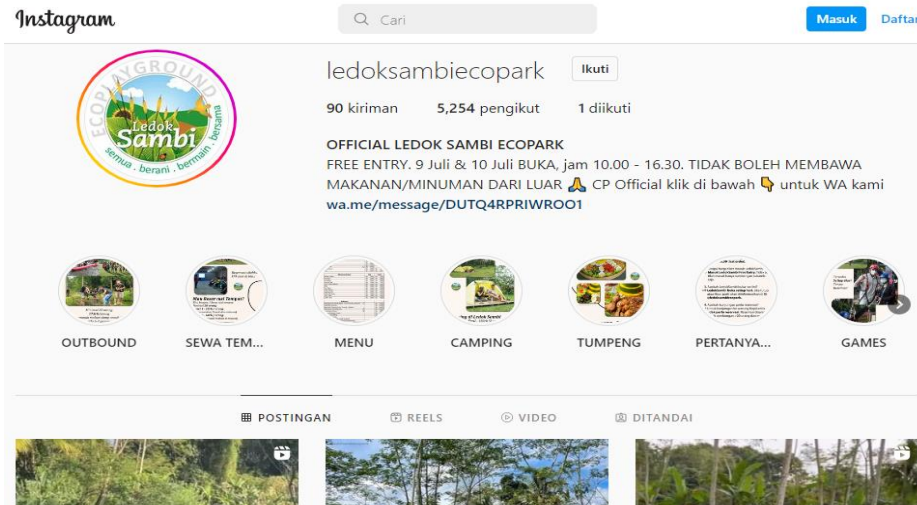 Instagram
Cari
Masuk Daftar
ECOPLAYGROUND
Ledok
Sambi
semua . berani . bermain . bersama
ledoksambiecopark Ikuti
90 kiriman 5,254 pengikut 1 diikuti
OFFICIAL LEDOK SAMBI ECOPARK
FREE ENTRY. 9 Juli & 10 Juli BUKA, jam 10.00 - 16.30. TIDAK BOLEH MEMBAWA
MAKANAN/MINUMAN DARI LUAR 🙏 CP Official klik di bawah 👇 untuk WA kami
wa.me/message/DUTQ4RPRIWROO1
OUTBOUND SEWA TEM... MENU CAMPING TUMPENG PERTANYA... GAMES
POSTINGAN REELS VIDEO DITANDAI